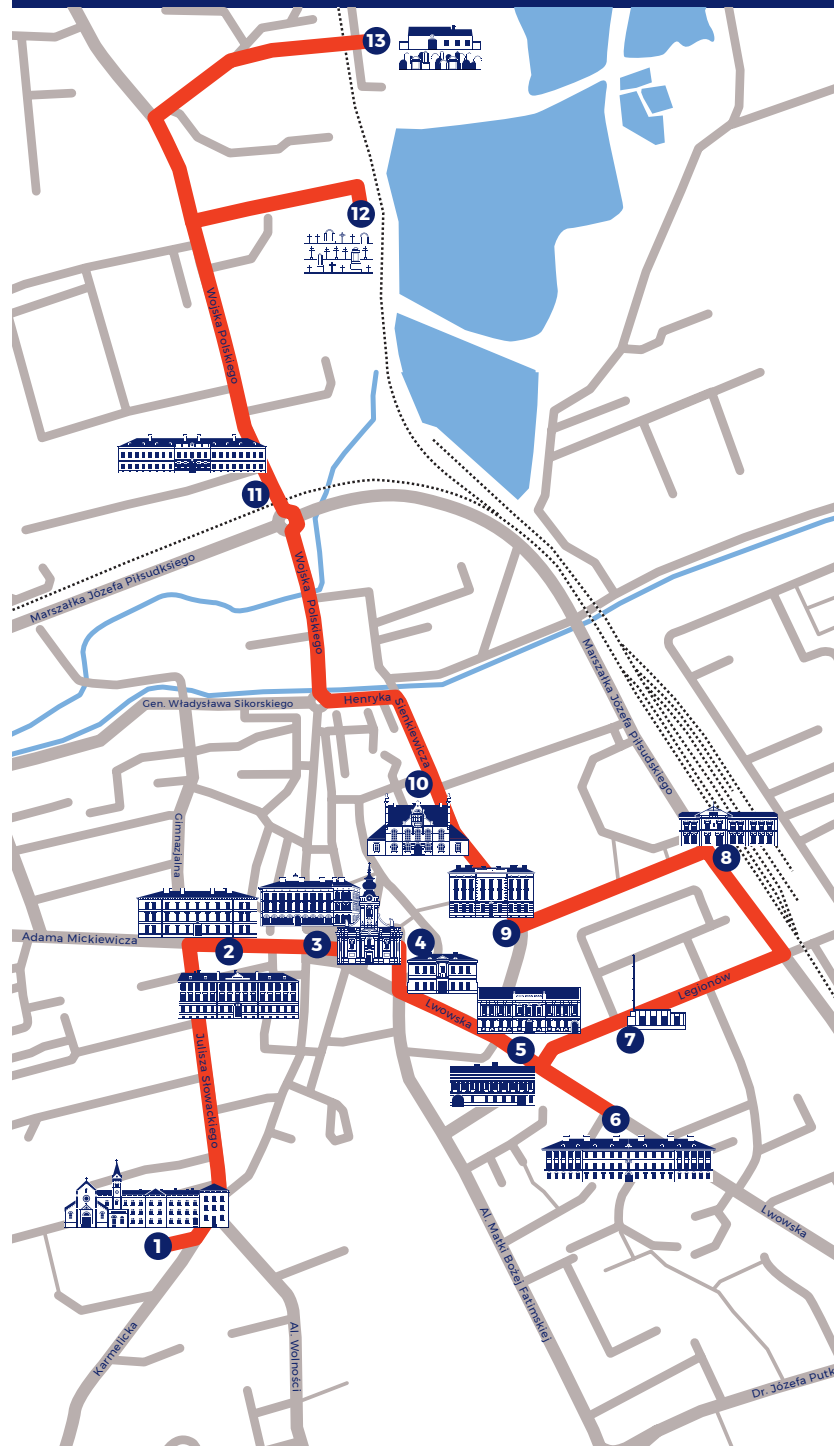 13
12
Wojska Polskiego
11
Marszałka Józefa Piłsudksiego
Wojska Polskiego
Gen. Władysława Sikorskiego
Henryka Sienkiewicza
Marszałka Józefa Piłsudskiego
10
Gimnazjalna
8
9
Adama Mickiewicza
2
3
4
Lwowska
Legionów
5
7
Julisza Słowackiego
6
1
Al. Matki Bożej Fatimskiej
Lwowska
Karmelicka
Al. Wolności
Dr. Józefa Putk